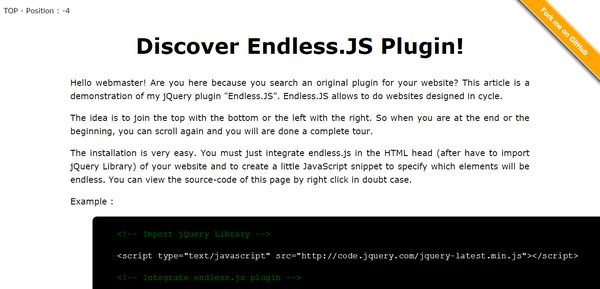 TOP - Position : -4
Fork me on GitHub
Discover Endless.JS Plugin!
Hello webmaster! Are you here because you search an original plugin for your website? This article is a
demonstration of my jQuery plugin "Endless.JS". Endless.JS allows to do websites designed in cycle.
The idea is to join the top with the bottom or the left with the right. So when you are at the end or the
beginning, you can scroll again and you will are done a complete tour.
The installation is very easy. You must just integrate endless.js in the HTML head (after have to import
jQuery Library) of your website and to create a little JavaScript snippet to specify which elements will be
endless. You can view the source-code of this page by right click in doubt case.
Example :
<!-- Import jQuery Library -->
<script type="text/javascript" src="http://code.jquery.com/jquery-latest.min.js"></script>
<!-- Integrate endless.js plugin -->